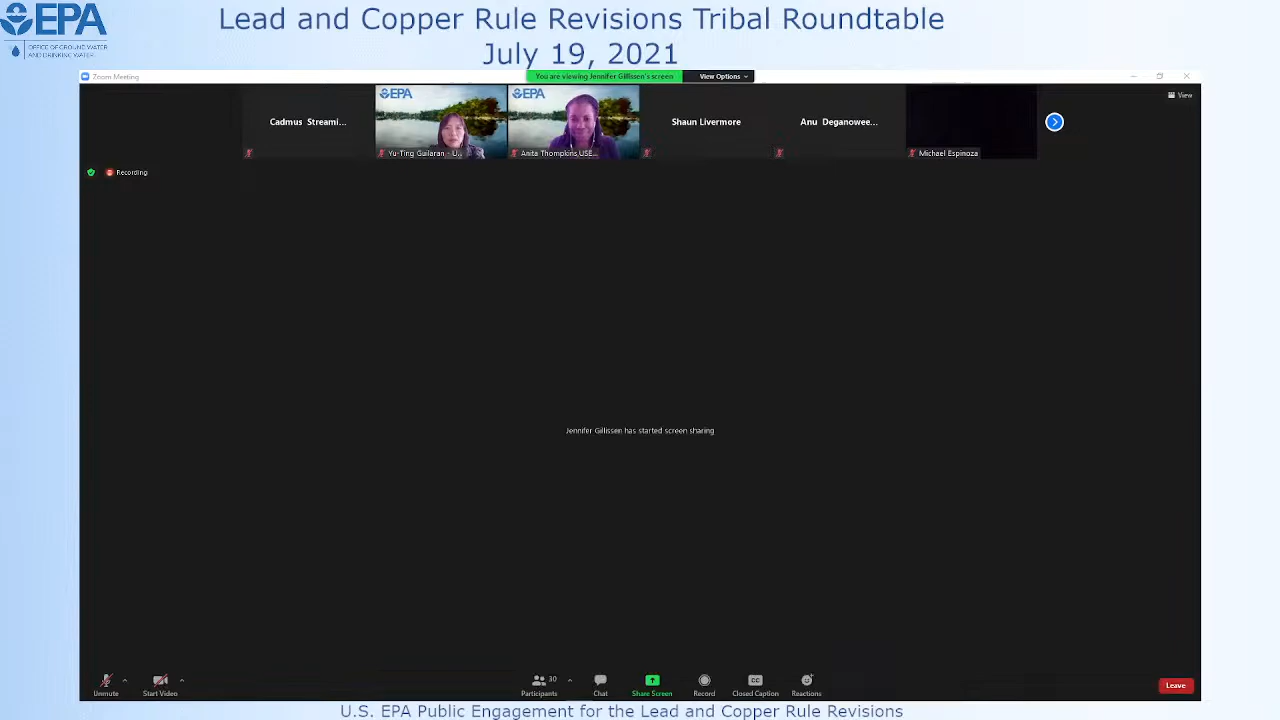 EPA
OFFICE OF GROUND WATER
AND DRINKING WATER
Lead and Copper Rule Revisions Tribal Roundtable
July 19, 2021
Zoom Meeting
You are viewing Jennifer Gillissen's screen
View Options
View
Cadmus Streami...
EPA
Yu-Ting Guilaran - U...
EPA
Anita Thompkins USE...
Shaun Livermore
Anu Deganowee...
Michael Espinoza
Recording
Jennifer Gillissen has started screen sharing
Unmute
Start Video
30
Participants
Chat
Share Screen
Record
CC
Closed Caption
Reactions
Leave
U.S. EPA Public Engagement for the Lead and Copper Rule Revisions